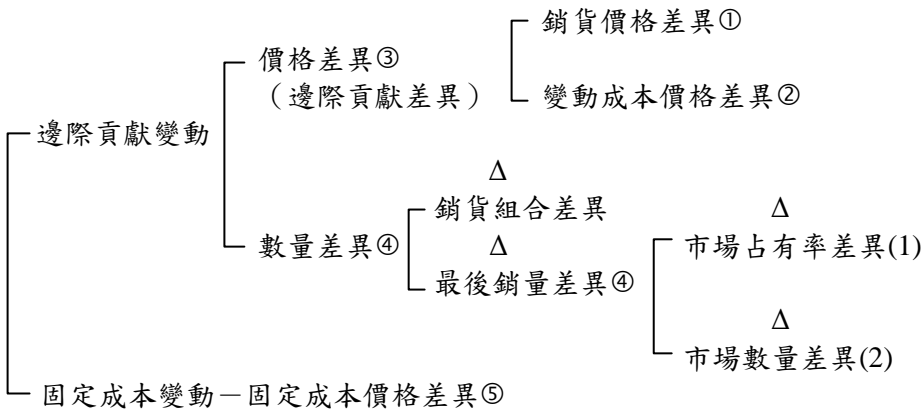 銷貨價格差異①
價格差異③
（邊際貢獻差異）
變動成本價格差異②
邊際貢獻變動
Δ
銷貨組合差異
Δ
數量差異④
Δ
市場占有率差異(1)
最後銷量差異④
Δ
市場數量差異(2)
固定成本變動－固定成本價格差異⑤